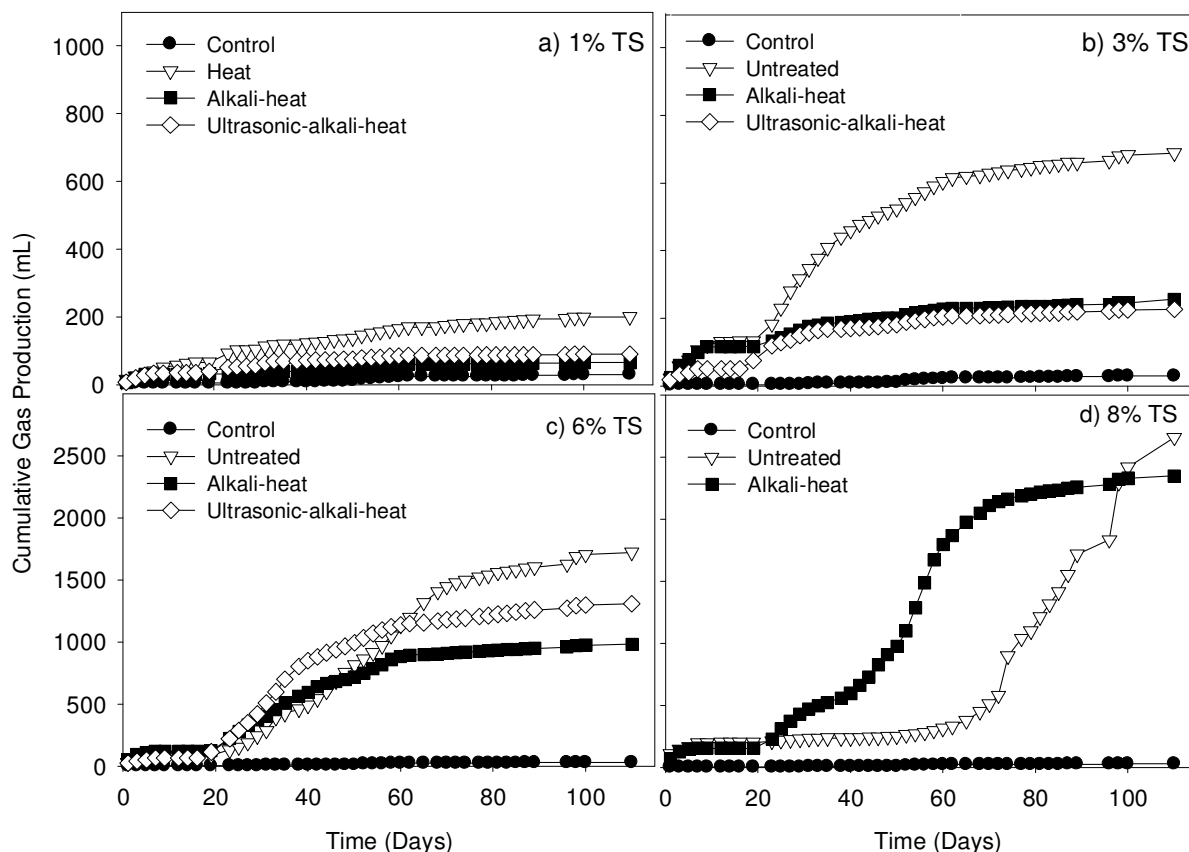 Cumulative Gas Production (mL)
1000
800
600
400
200
0
Control
Heat
Alkali-heat
Ultrasonic-alkali-heat
a) 1% TS
Control
Untreated
Alkali-heat
Ultrasonic-alkali-heat
b) 3% TS
2500
2000
1500
1000
500
0
Control
Untreated
Alkali-heat
Ultrasonic-alkali-heat
c) 6% TS
Control
Untreated
Alkali-heat
d) 8% TS
0 20 40 60 80 100
0 20 40 60 80 100
Time (Days)
Time (Days)